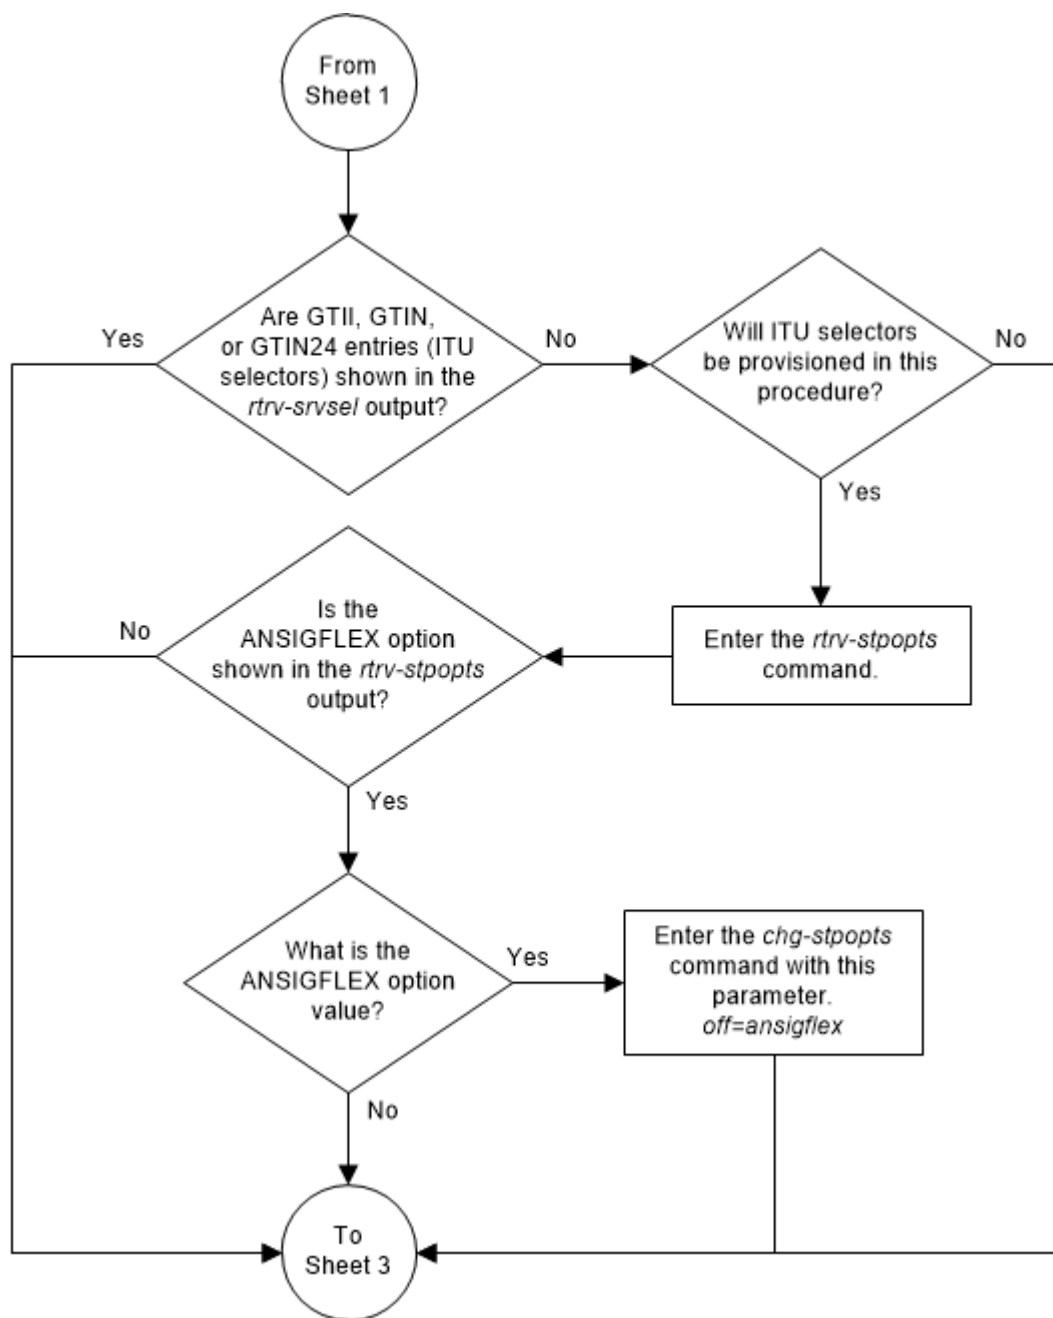 From
Sheet 1
Yes
Are GTII, GTIN,
or GTIN24 entries (ITU
selectors) shown in the
rtrv-srvsel output?
No
Will ITU selectors
be provisioned in this
procedure?
No
Yes
Enter the rtrv-stpopts
command.
No
Is the
ANSIGFLEX option
shown in the rtrv-stpopts
output?
Yes
What is the
ANSIGFLEX option
value?
Yes
Enter the chg-stpopts
command with this
parameter.
off=ansigflex
No
To
Sheet 3